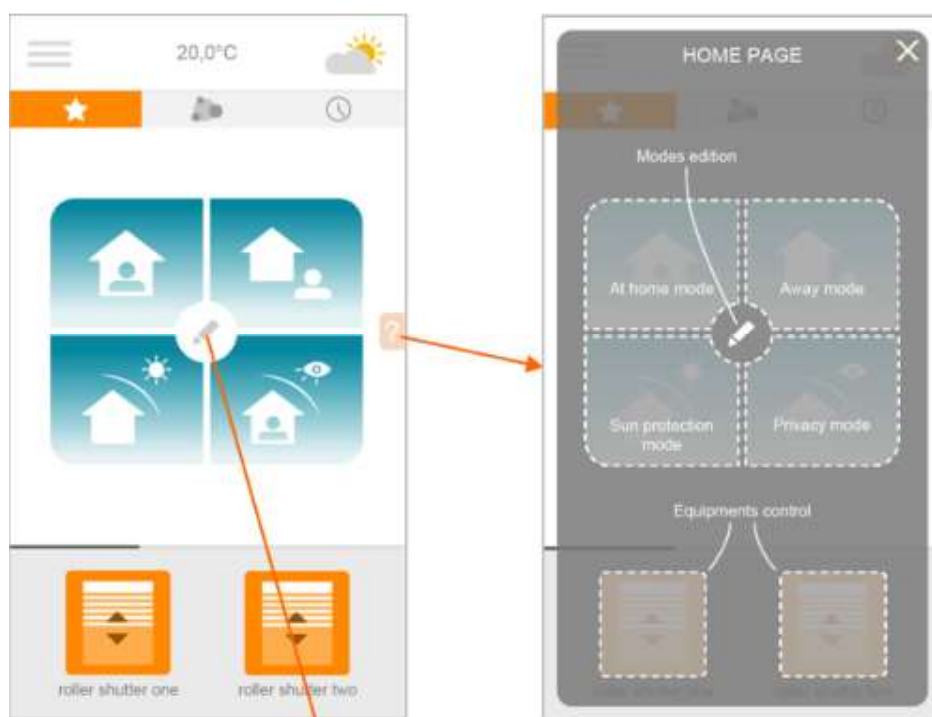 20,0°C
?
roller shutter one
roller shutter two
HOME PAGE
Modes edition
At home mode
Away mode
Sun protection
mode
Privacy mode
Equipments control